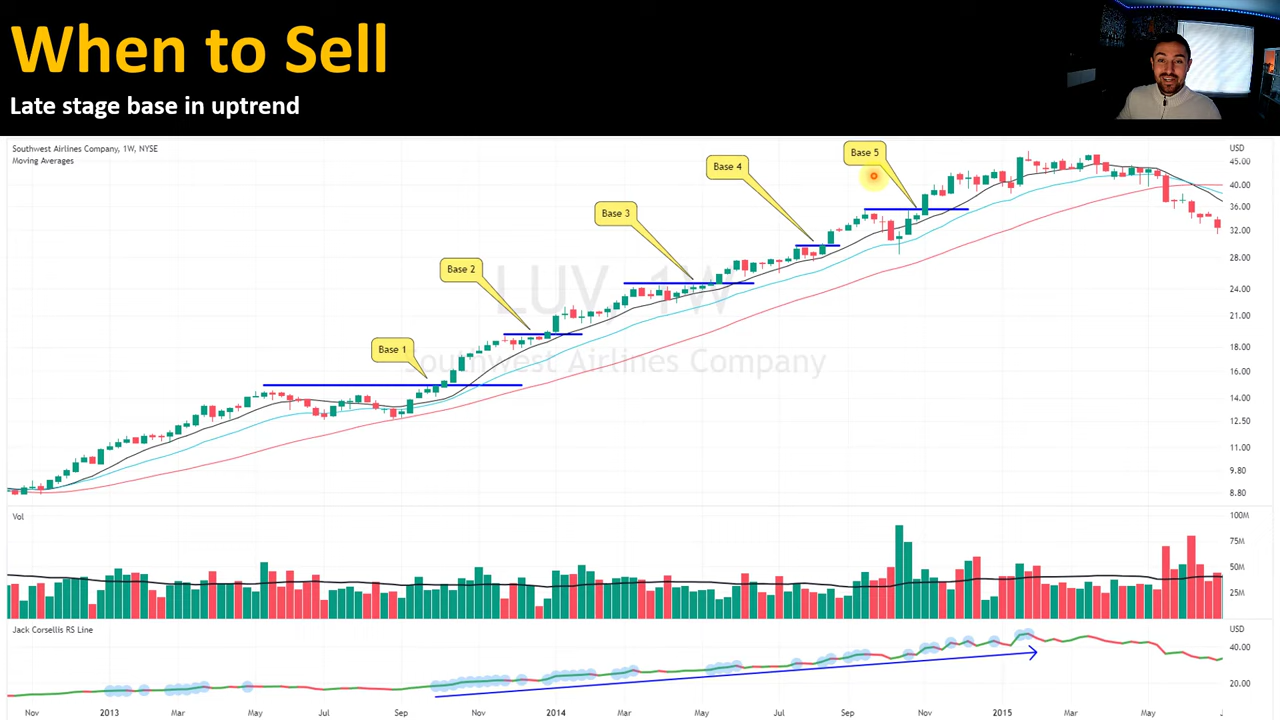 When to Sell
Late stage base in uptrend
Southwest Airlines Company, 1W, NYSE
Moving Averages
USD
45.00
40.00
36.00
32.00
28.00
24.00
21.00
18.00
16.00
14.00
12.50
11.00
9.80
8.80
Base 5
Base 4
Base 3
Base 2
Base 1
LUV, 1W
Southwest Airlines Company
Vol
100M
75M
50M
25M
Jack Corsellis RS Line
USD
40.00
20.00
Nov 2013 Mar May Jul Sep Nov 2014 Mar May Jul Sep Nov 2015 Mar May J